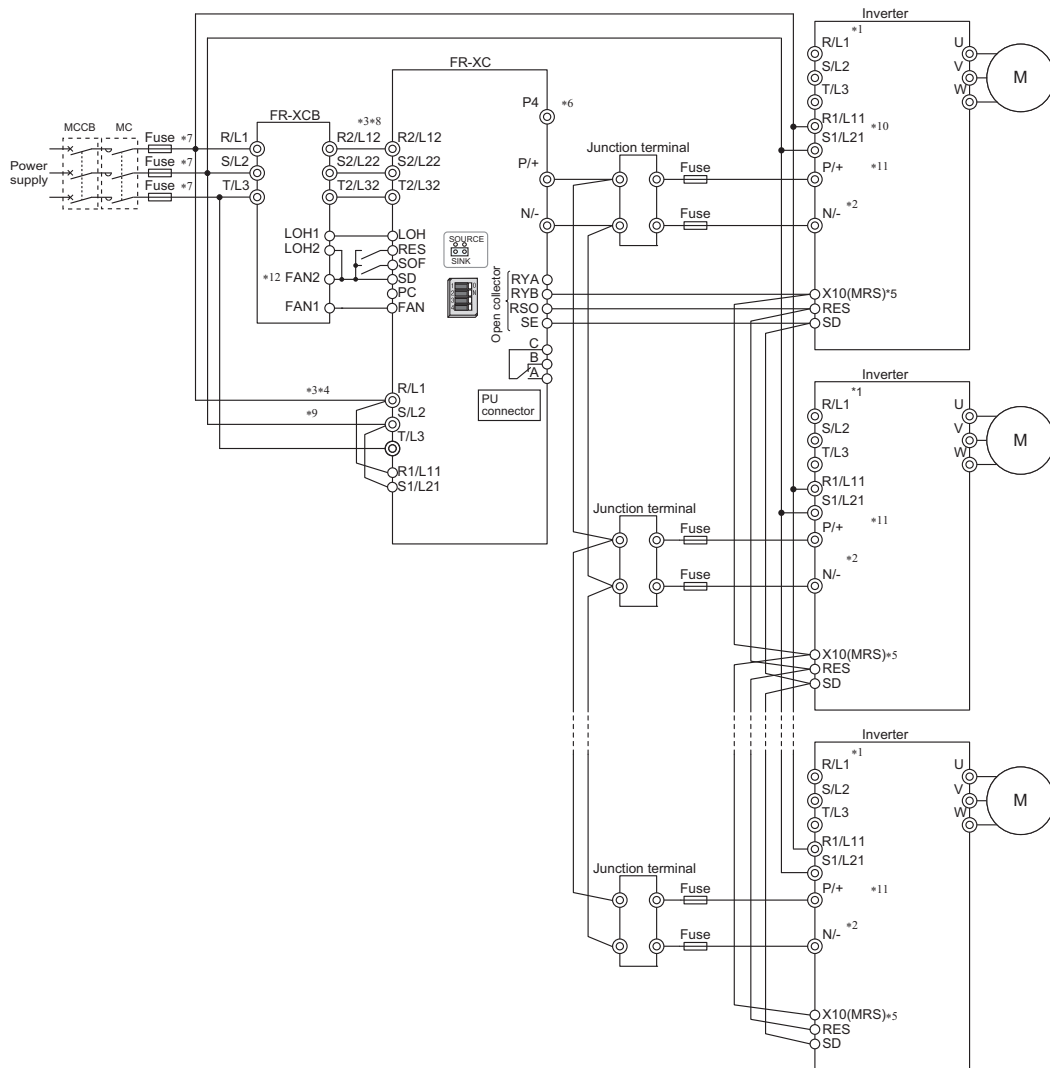 Inverter
R/L1 *1
S/L2
T/L3
R1/L11 *10
S1/L21
P/+ *11
N/- *2
X10(MRS)*5
RES
SD
U
V
W
M
FR-XC
P4 *6
P/+
N/-
R2/L12
S2/L22
T2/L32
LOH
RES
SOF
SD
PC
FAN
SOURCE
SINK
Open collector
RYA
RYB
RSO
SE
C
B
A
PU
connector
R/L1
S/L2
T/L3
R1/L11
S1/L21
*3*4
*9
FR-XCB
*3*8
R/L1
S/L2
T/L3
R2/L12
S2/L22
T2/L32
LOH1
LOH2
*12 FAN2
FAN1
MCCB
MC
Fuse *7
Fuse *7
Fuse *7
Power
supply
Junction terminal
Fuse
Fuse
Inverter
R/L1 *1
S/L2
T/L3
R1/L11
S1/L21
P/+ *11
N/- *2
X10(MRS)*5
RES
SD
U
V
W
M
Junction terminal
Fuse
Fuse
Inverter
R/L1 *1
S/L2
T/L3
R1/L11
S1/L21
P/+ *11
N/- *2
X10(MRS)*5
RES
SD
U
V
W
M
Junction terminal
Fuse
Fuse